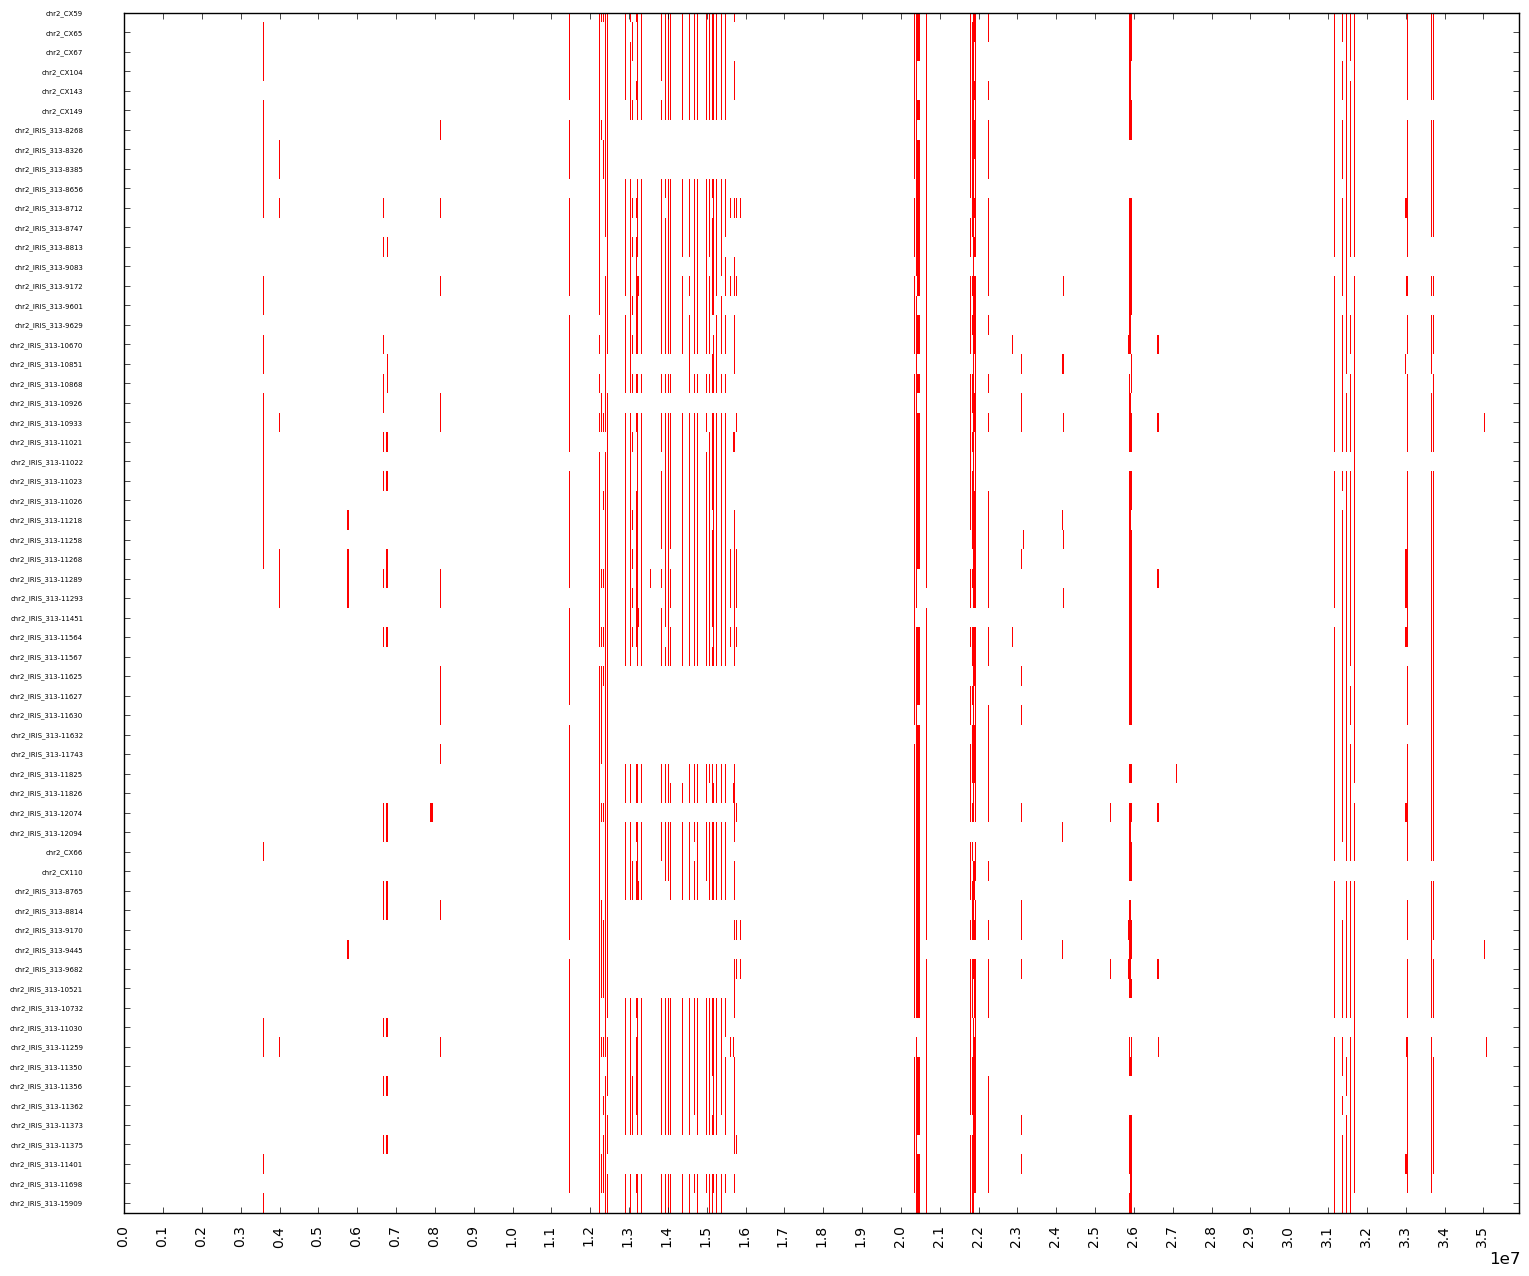 chr2_CX59
chr2_CX65
chr2_CX67
chr2_CX104
chr2_CX143
chr2_CX149
chr2_IRIS_313-8268
chr2_IRIS_313-8326
chr2_IRIS_313-8385
chr2_IRIS_313-8656
chr2_IRIS_313-8712
chr2_IRIS_313-8747
chr2_IRIS_313-8813
chr2_IRIS_313-9083
chr2_IRIS_313-9172
chr2_IRIS_313-9601
chr2_IRIS_313-9629
chr2_IRIS_313-10670
chr2_IRIS_313-10851
chr2_IRIS_313-10868
chr2_IRIS_313-10926
chr2_IRIS_313-10933
chr2_IRIS_313-11021
chr2_IRIS_313-11022
chr2_IRIS_313-11023
chr2_IRIS_313-11026
chr2_IRIS_313-11218
chr2_IRIS_313-11258
chr2_IRIS_313-11268
chr2_IRIS_313-11289
chr2_IRIS_313-11293
chr2_IRIS_313-11451
chr2_IRIS_313-11564
chr2_IRIS_313-11567
chr2_IRIS_313-11625
chr2_IRIS_313-11627
chr2_IRIS_313-11630
chr2_IRIS_313-11632
chr2_IRIS_313-11743
chr2_IRIS_313-11825
chr2_IRIS_313-11826
chr2_IRIS_313-12074
chr2_IRIS_313-12094
chr2_CX66
chr2_CX110
chr2_IRIS_313-8765
chr2_IRIS_313-8814
chr2_IRIS_313-9170
chr2_IRIS_313-9445
chr2_IRIS_313-9682
chr2_IRIS_313-10521
chr2_IRIS_313-10732
chr2_IRIS_313-11030
chr2_IRIS_313-11259
chr2_IRIS_313-11350
chr2_IRIS_313-11356
chr2_IRIS_313-11362
chr2_IRIS_313-11373
chr2_IRIS_313-11375
chr2_IRIS_313-11401
chr2_IRIS_313-11698
chr2_IRIS_313-15909
0.0 0.1 0.2 0.3 0.4 0.5 0.6 0.7 0.8 0.9 1.0 1.1 1.2 1.3 1.4 1.5 1.6 1.7 1.8 1.9 2.0 2.1 2.2 2.3 2.4 2.5 2.6 2.7 2.8 2.9 3.0 3.1 3.2 3.3 3.4 3.5
1e7